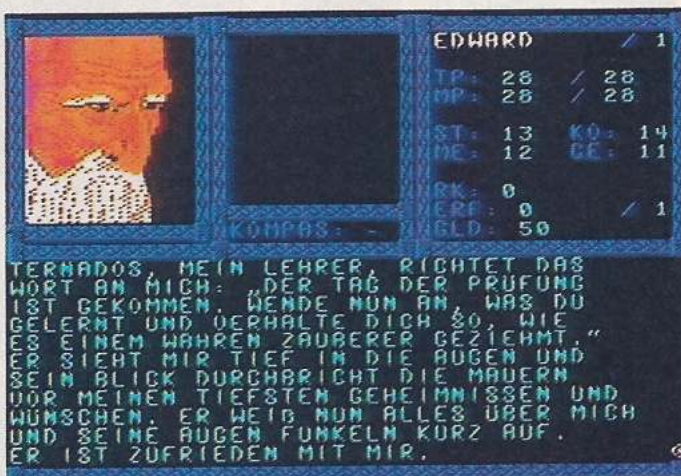 EDWARD / 1
TP: 28 / 28
MP: 28 / 28
ST: 13 KO: 14
ME: 12 GE: 11
RK: 0
ERF: 0 / 1
GLD: 50
KOMPAS: -
TERNADOS, MEIN LEHRER, RICHTET DAS
WORT AN MICH: „DER TAG DER PRÜFUNG
IST GEKOMMEN. WENDE NUN AN, WAS DU
GELERNT UND VERHALTE DICH SO, WIE
ES EINEM WAHREN ZAUBERER GEZIEHMT.“
ER SIEHT MIR TIEF IN DIE AUGEN UND
SEIN BLICK DURCHBRICHT DIE MAUERN
VOR MEINEN TIEFSTEN GEHEIMNISSEN UND
WÜNSCHEN. ER WEIß NUN ALLES ÜBER MICH
UND SEINE AUGEN FUNKELN KURZ AUF.
ER IST ZUFRIEDEN MIT MIR.